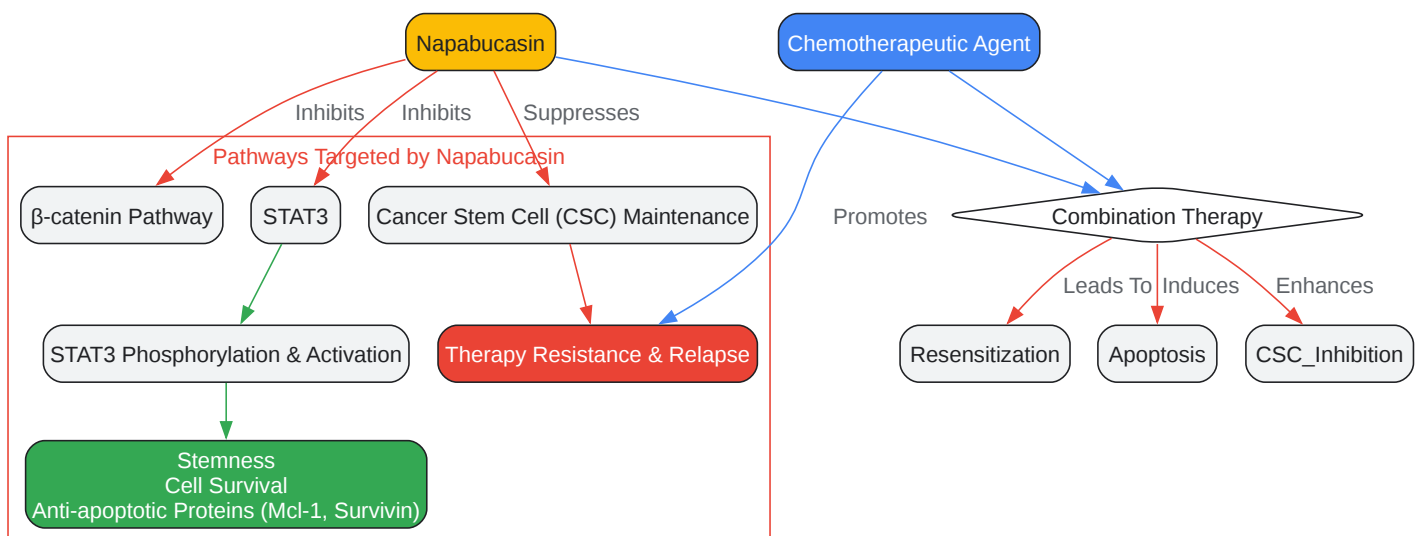 Napabucasin
Chemotherapeutic Agent
Inhibits
Inhibits
Suppresses
Pathways Targeted by Napabucasin
β-catenin Pathway
STAT3
Cancer Stem Cell (CSC) Maintenance
Promotes
Combination Therapy
Leads To
Induces
Enhances
STAT3 Phosphorylation & Activation
Therapy Resistance & Relapse
Resensitization
Apoptosis
CSC_Inhibition
Stemness
Cell Survival
Anti-apoptotic Proteins (Mcl-1, Survivin)